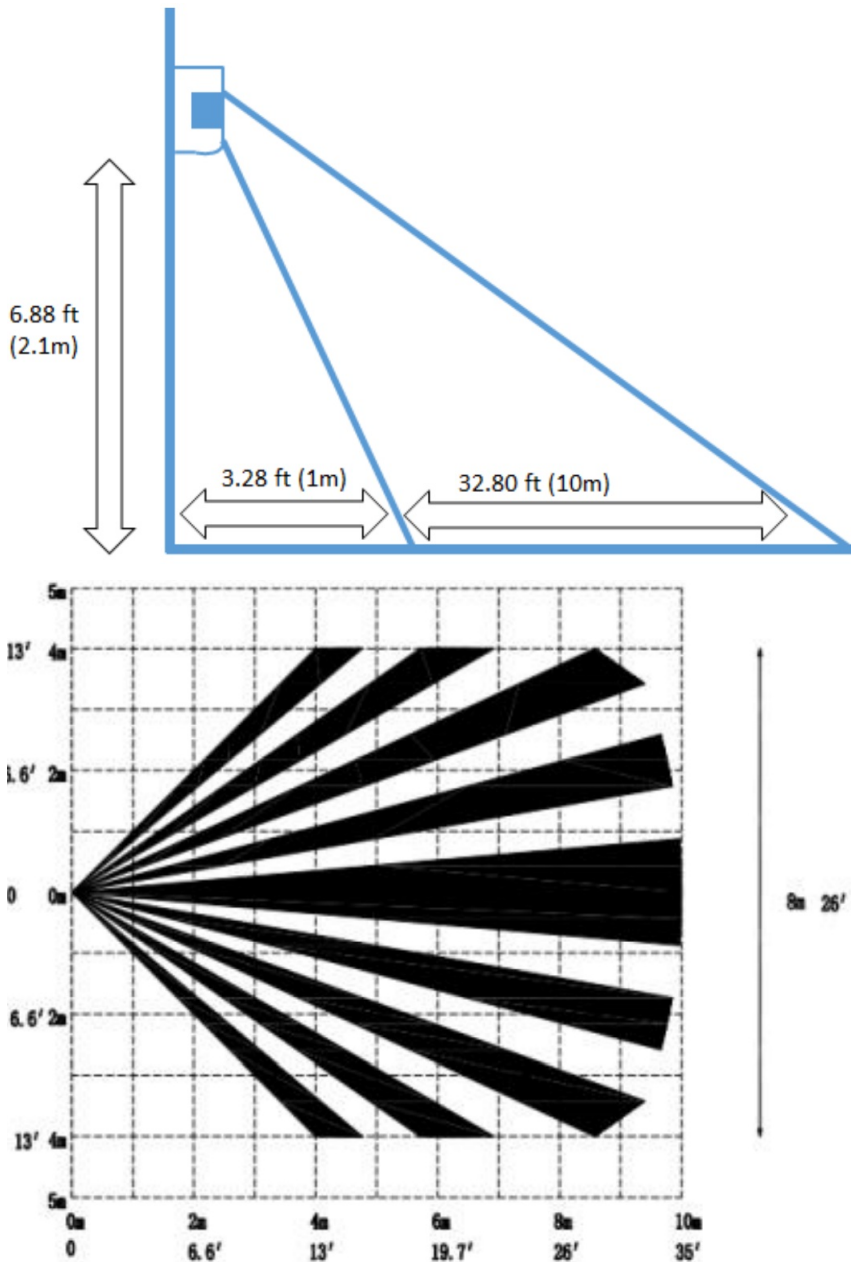 6.88 ft
(2.1m)
3.28 ft (1m)
32.80 ft (10m)
5m
13' 4m
2m
0 0m
6.6' 2m
13' 4m
5m
8m 26'
0m 2m 4m 6m 8m 10m
0 6.6' 13' 19.7' 26' 35'